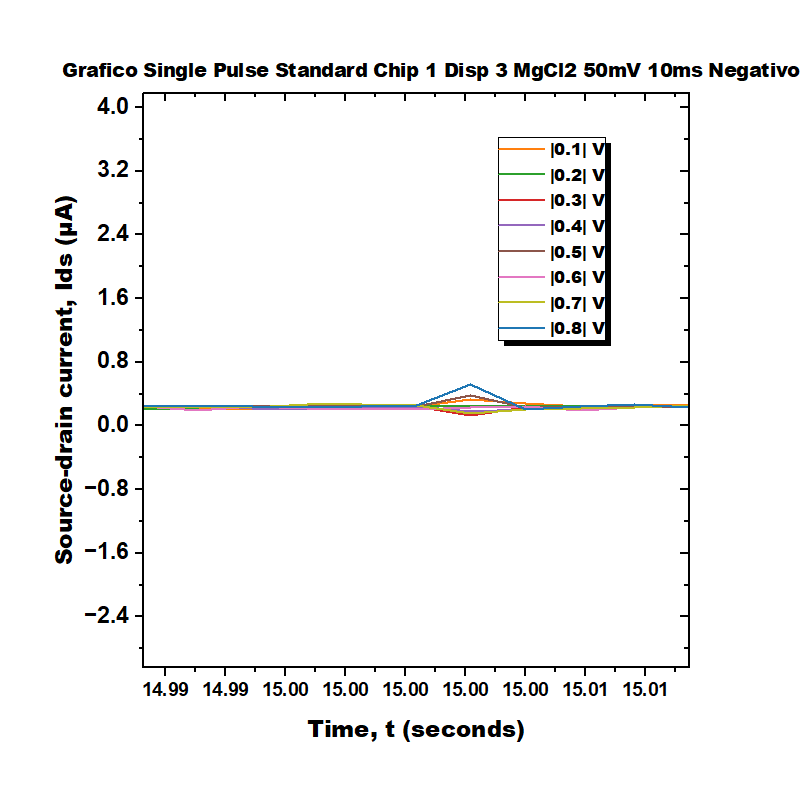 Grafico Single Pulse Standard Chip 1 Disp 3 MgCl2 50mV 10ms Negativo
4.0
3.2
2.4
1.6
0.8
0.0
−0.8
−1.6
−2.4
Source-drain current, Ids (μA)
|0.1| V
|0.2| V
|0.3| V
|0.4| V
|0.5| V
|0.6| V
|0.7| V
|0.8| V
14.99 14.99 15.00 15.00 15.00 15.00 15.00 15.01 15.01
Time, t (seconds)